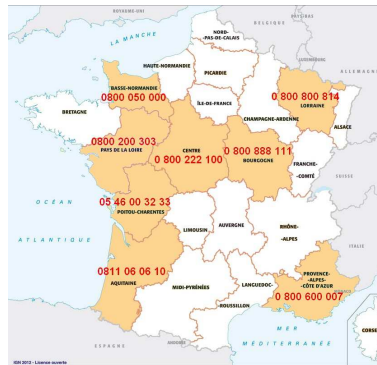 ROYAUME-UNI
BELGIQUE
LA MANCHE
NORD-
-PAS-DE-CALAIS
LUXEMBOURG
HAUTE-NORMANDIE
PICARDIE
ALLEMAGNE
BASSE-NORMANDIE
0800 050 000
ÎLE-DE-FRANCE
0 800 800 814
LORRAINE
BRETAGNE
CHAMPAGNE-ARDENNE
ALSACE
0800 200 303
PAYS DE LA LOIRE
CENTRE
0 800 222 100
0 800 888 111
BOURGOGNE
FRANCHE-
-COMTÉ
SUISSE
OCÉAN
ATLANTIQUE
05 46 00 32 33
POITOU-CHARENTES
LIMOUSIN
AUVERGNE
RHÔNE-
-ALPES
ITALIE
0811 06 06 10
AQUITAINE
MIDI-PYRÉNÉES
LANGUEDOC-
-ROUSSILLON
PROVENCE-
-ALPES-
-CÔTE D'AZUR
0 800 600 007
MER
MÉDITERRANÉE
CORSE
ESPAGNE
ANDORRE
IGN 2012 - Licence ouverte